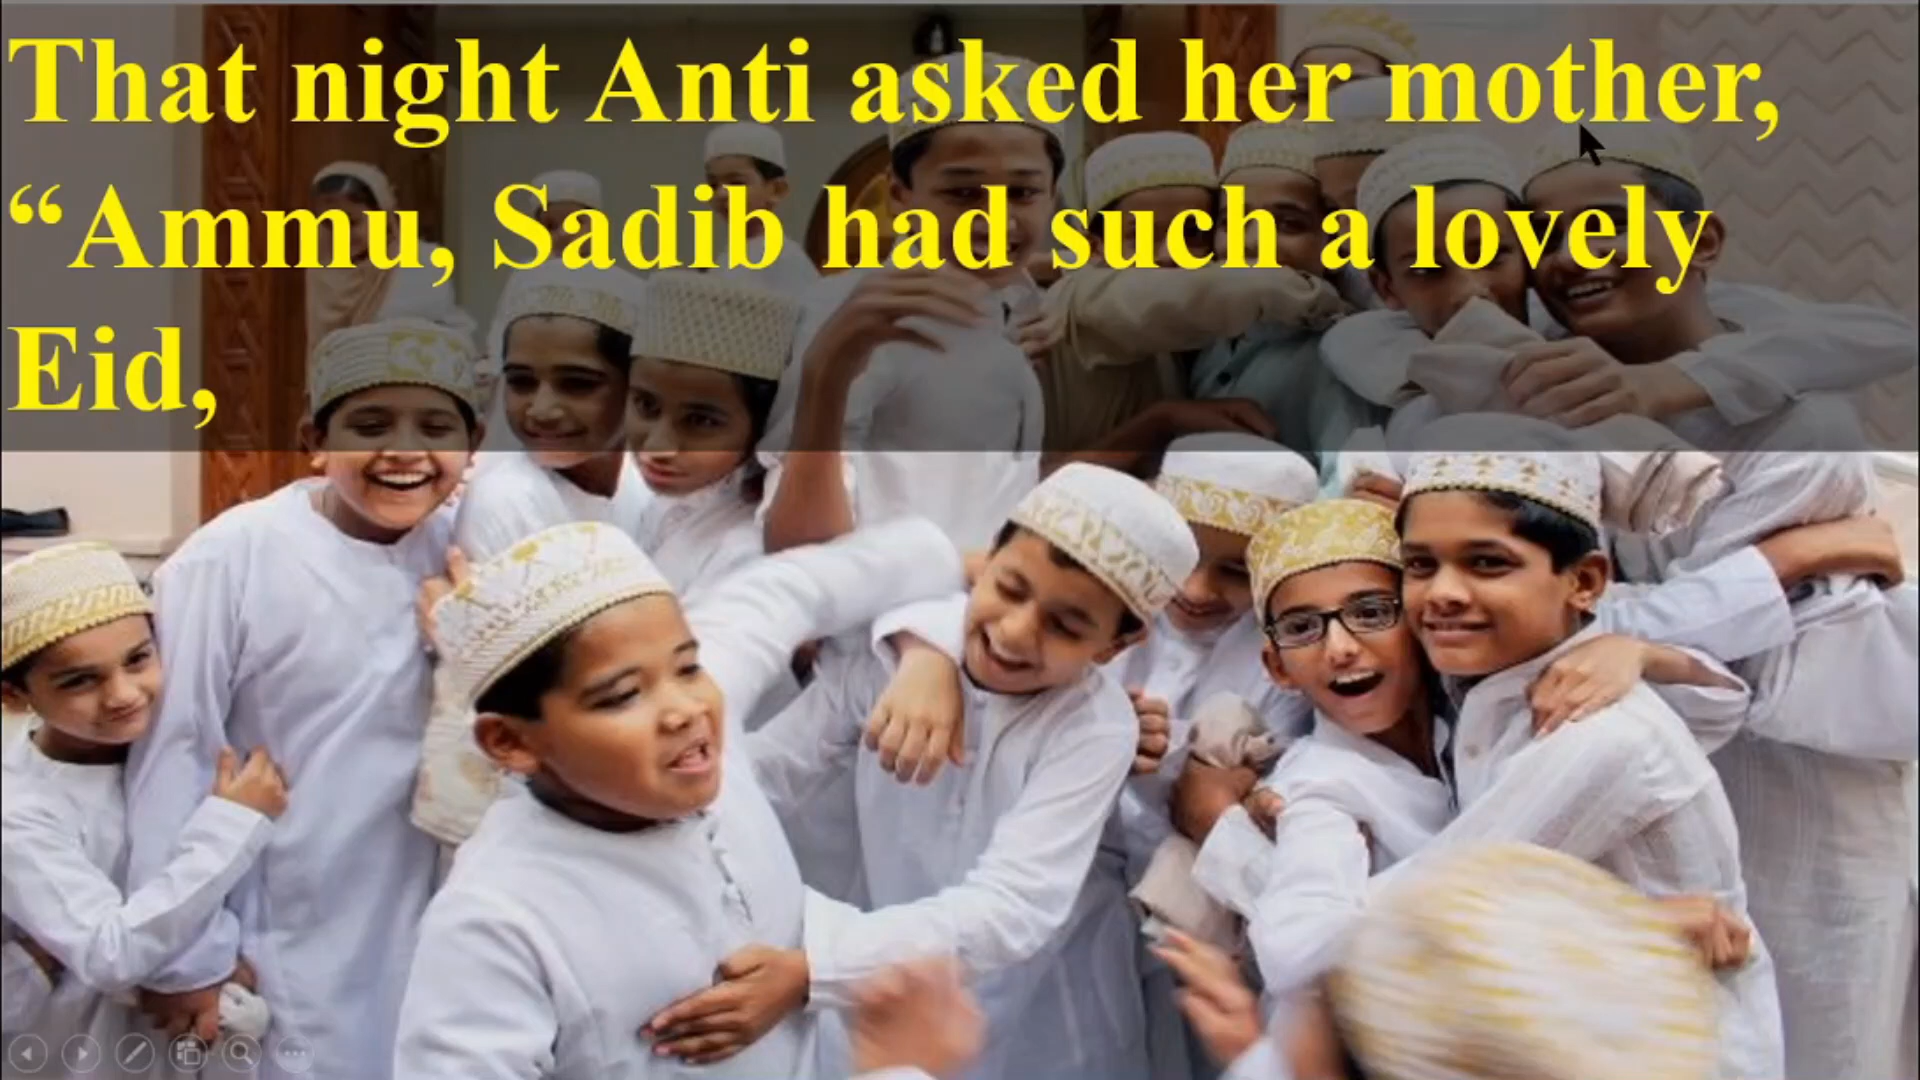 That night Anti asked her mother,
“Ammu, Sadib had such a lovely
Eid,